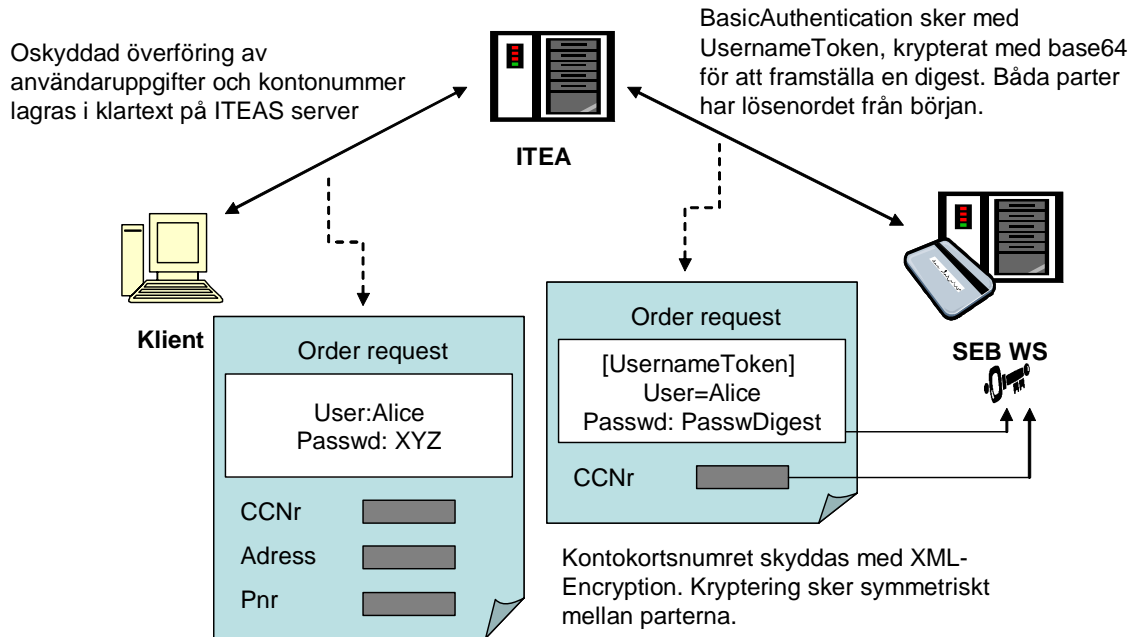 Oskyddad överföring av
användaruppgifter och kontonummer
lagras i klartext på ITEAS server
BasicAuthentication sker med
UsernameToken, krypterat med base64
för att framställa en digest. Båda parter
har lösenordet från början.
ITEA
Klient
SEB WS
Order request
User:Alice
Passwd: XYZ
CCNr
Adress
Pnr
Order request
[UsernameToken]
User=Alice
Passwd: PasswDigest
CCNr
Kontokortsnumret skyddas med XML-
Encryption. Kryptering sker symmetriskt
mellan parterna.